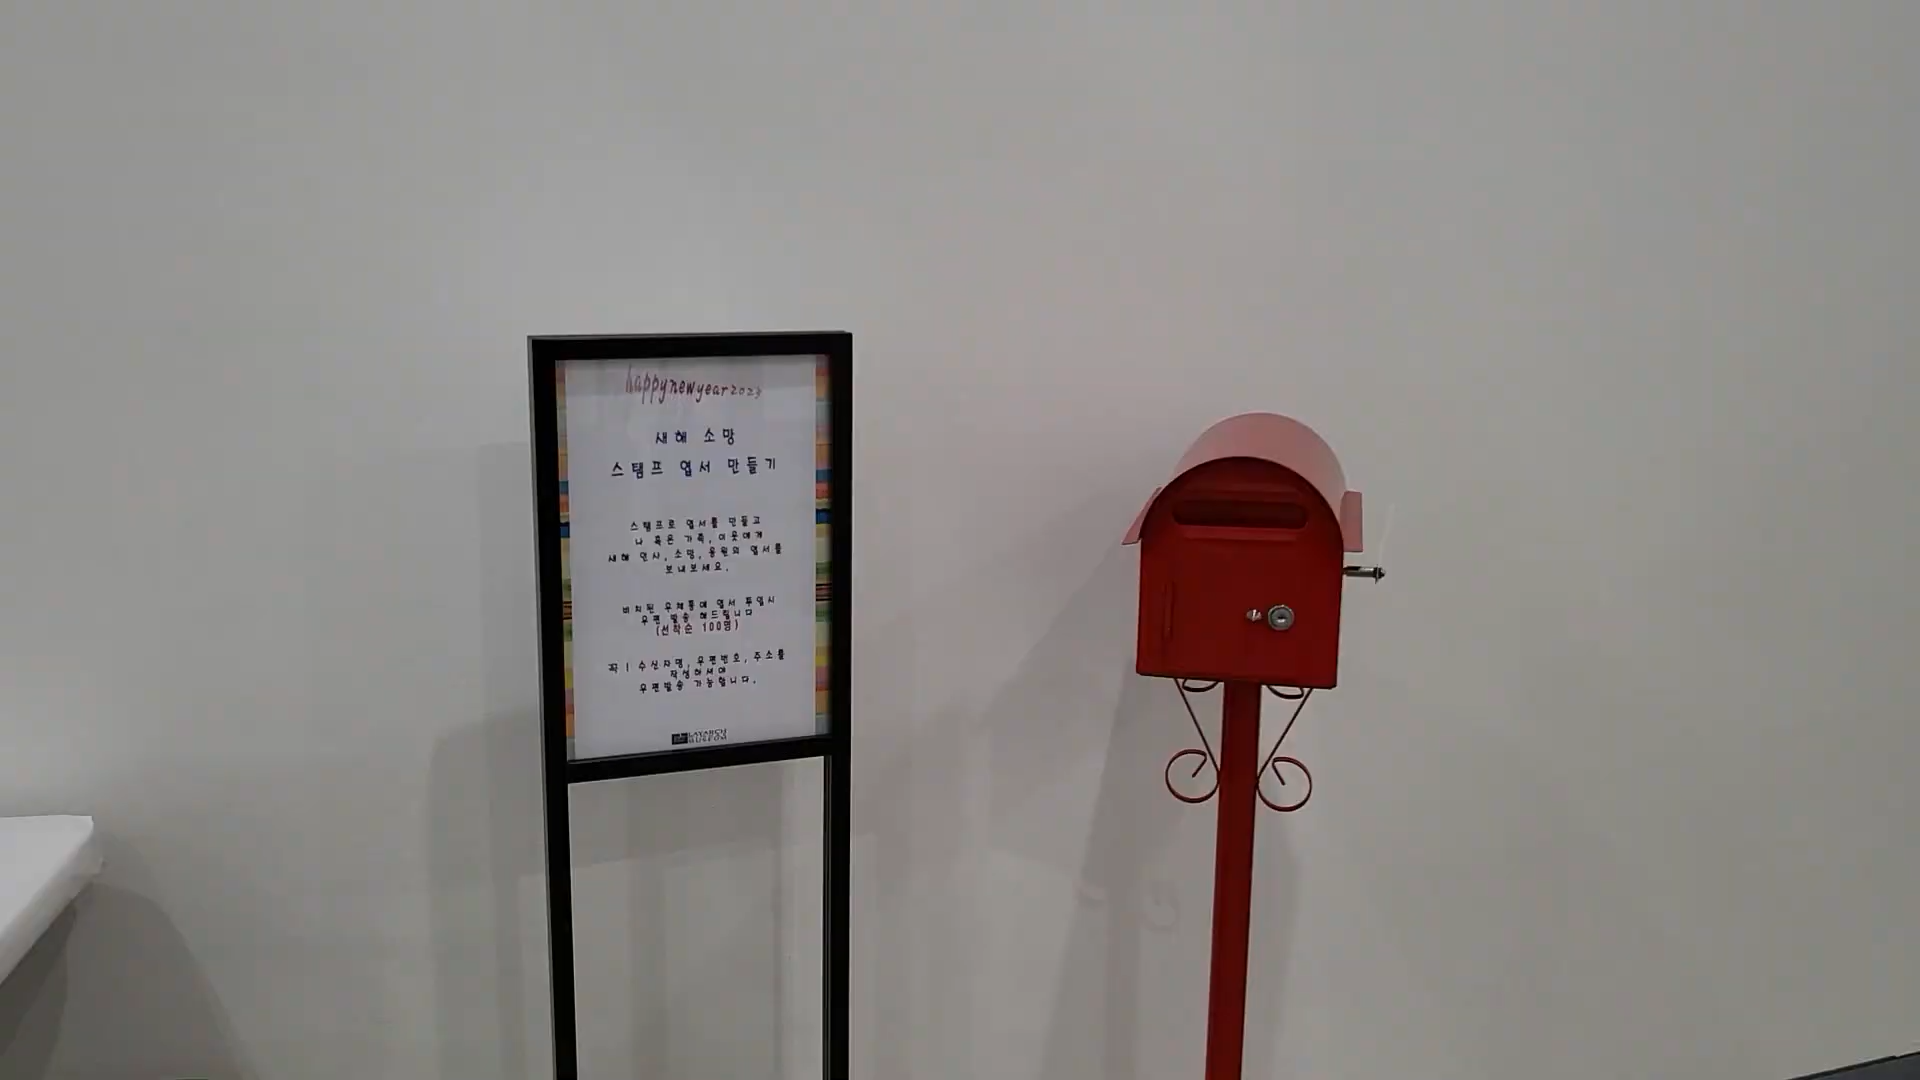 happy new year 2023
새해 소망
스탬프 엽서 만들기
스탬프로 엽서를 만들고
나 혹은 가족, 이웃에게
새해 인사, 소망, 응원의 엽서를
보내보세요.
비치된 우체통에 엽서 투입시
우편 발송 해드립니다
(선착순 100명)
꼭! 수신자명, 우편번호, 주소를
작성하셔야
우편발송 가능합니다.